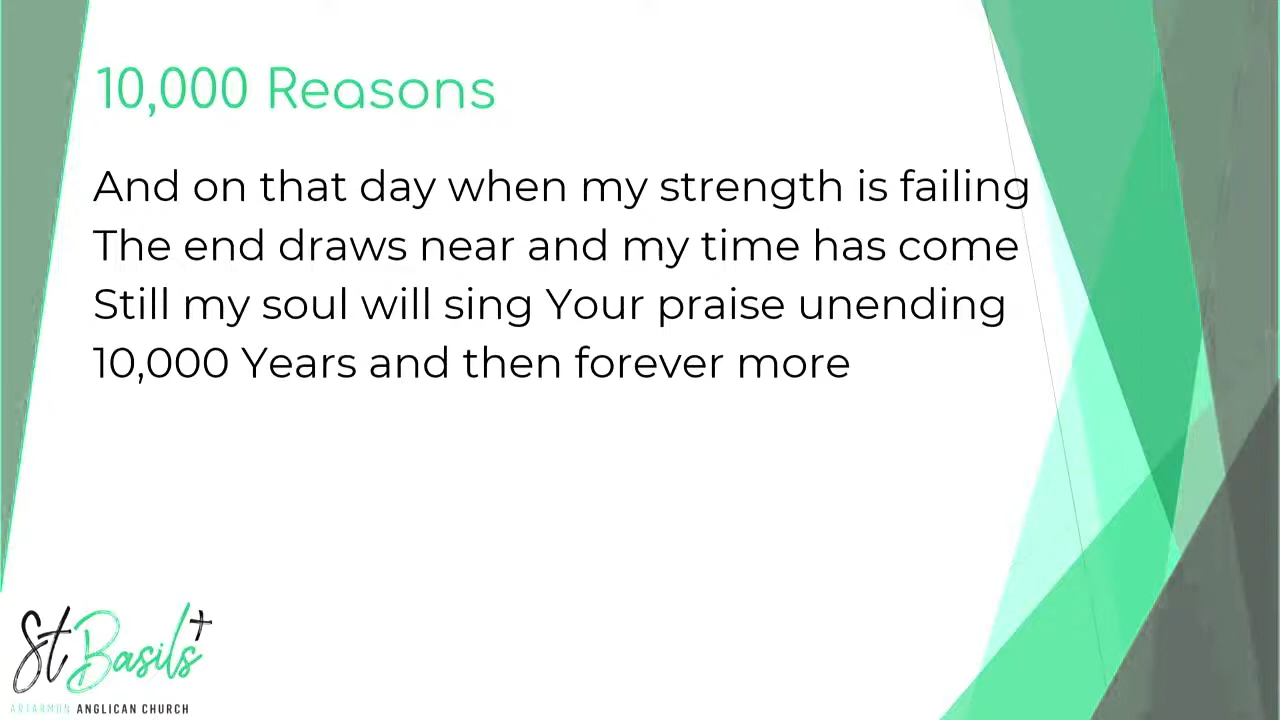 10,000 Reasons
And on that day when my strength is failing
The end draws near and my time has come
Still my soul will sing Your praise unending
10,000 Years and then forever more
St Basils
ARTARMON ANGLICAN CHURCH